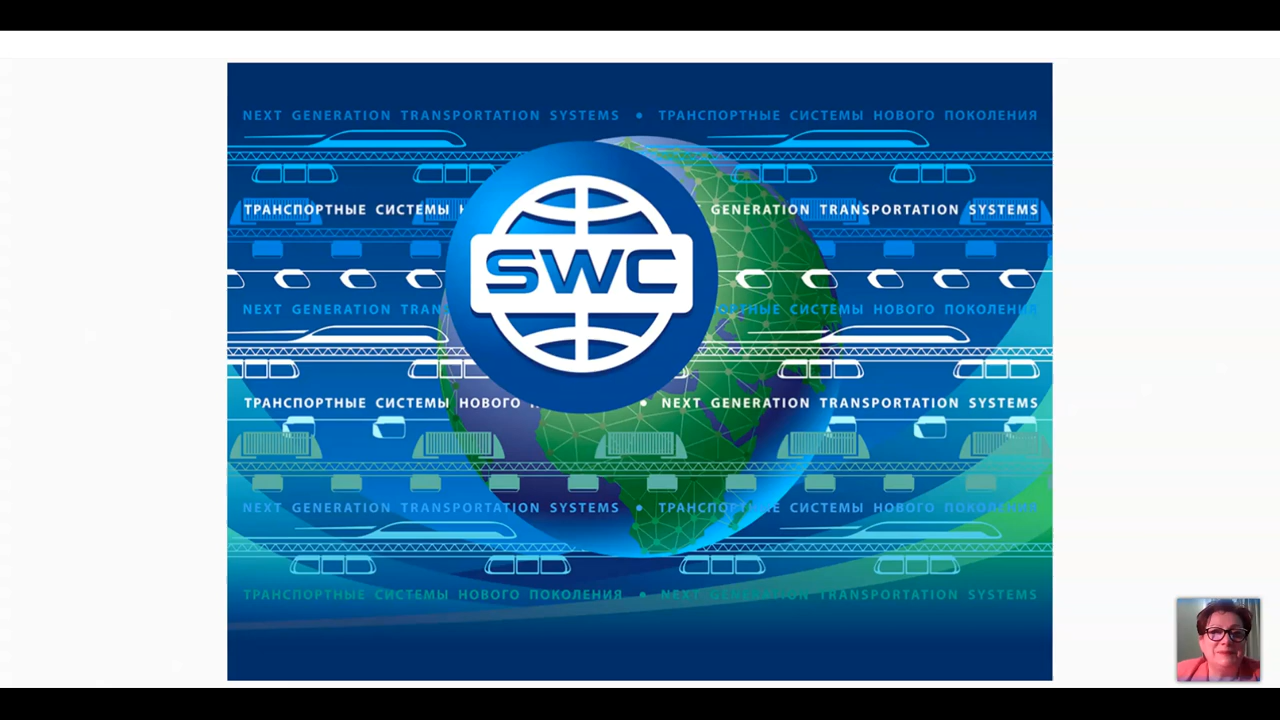 NEXT GENERATION TRANSPORTATION SYSTEMS • ТРАНСПОРТНЫЕ СИСТЕМЫ НОВОГО ПОКОЛЕНИЯ
ТРАНСПОРТНЫЕ СИСТЕМЫ GENERATION TRANSPORTATION SYSTEMS
SWC
NEXT GENERATION СИСТЕМЫ НОВОГО ПОКОЛЕНИЯ
ТРАНСПОРТНЫЕ СИСТЕМЫ НОВОГО • NEXT GENERATION TRANSPORTATION SYSTEMS
NEXT GENERATION TRANSPORTATION SYSTEMS • ТРАНСПОРТНЫЕ СИСТЕМЫ НОВОГО ПОКОЛЕНИЯ
ТРАНСПОРТНЫЕ СИСТЕМЫ НОВОГО ПОКОЛЕНИЯ • NEXT GENERATION TRANSPORTATION SYSTEMS